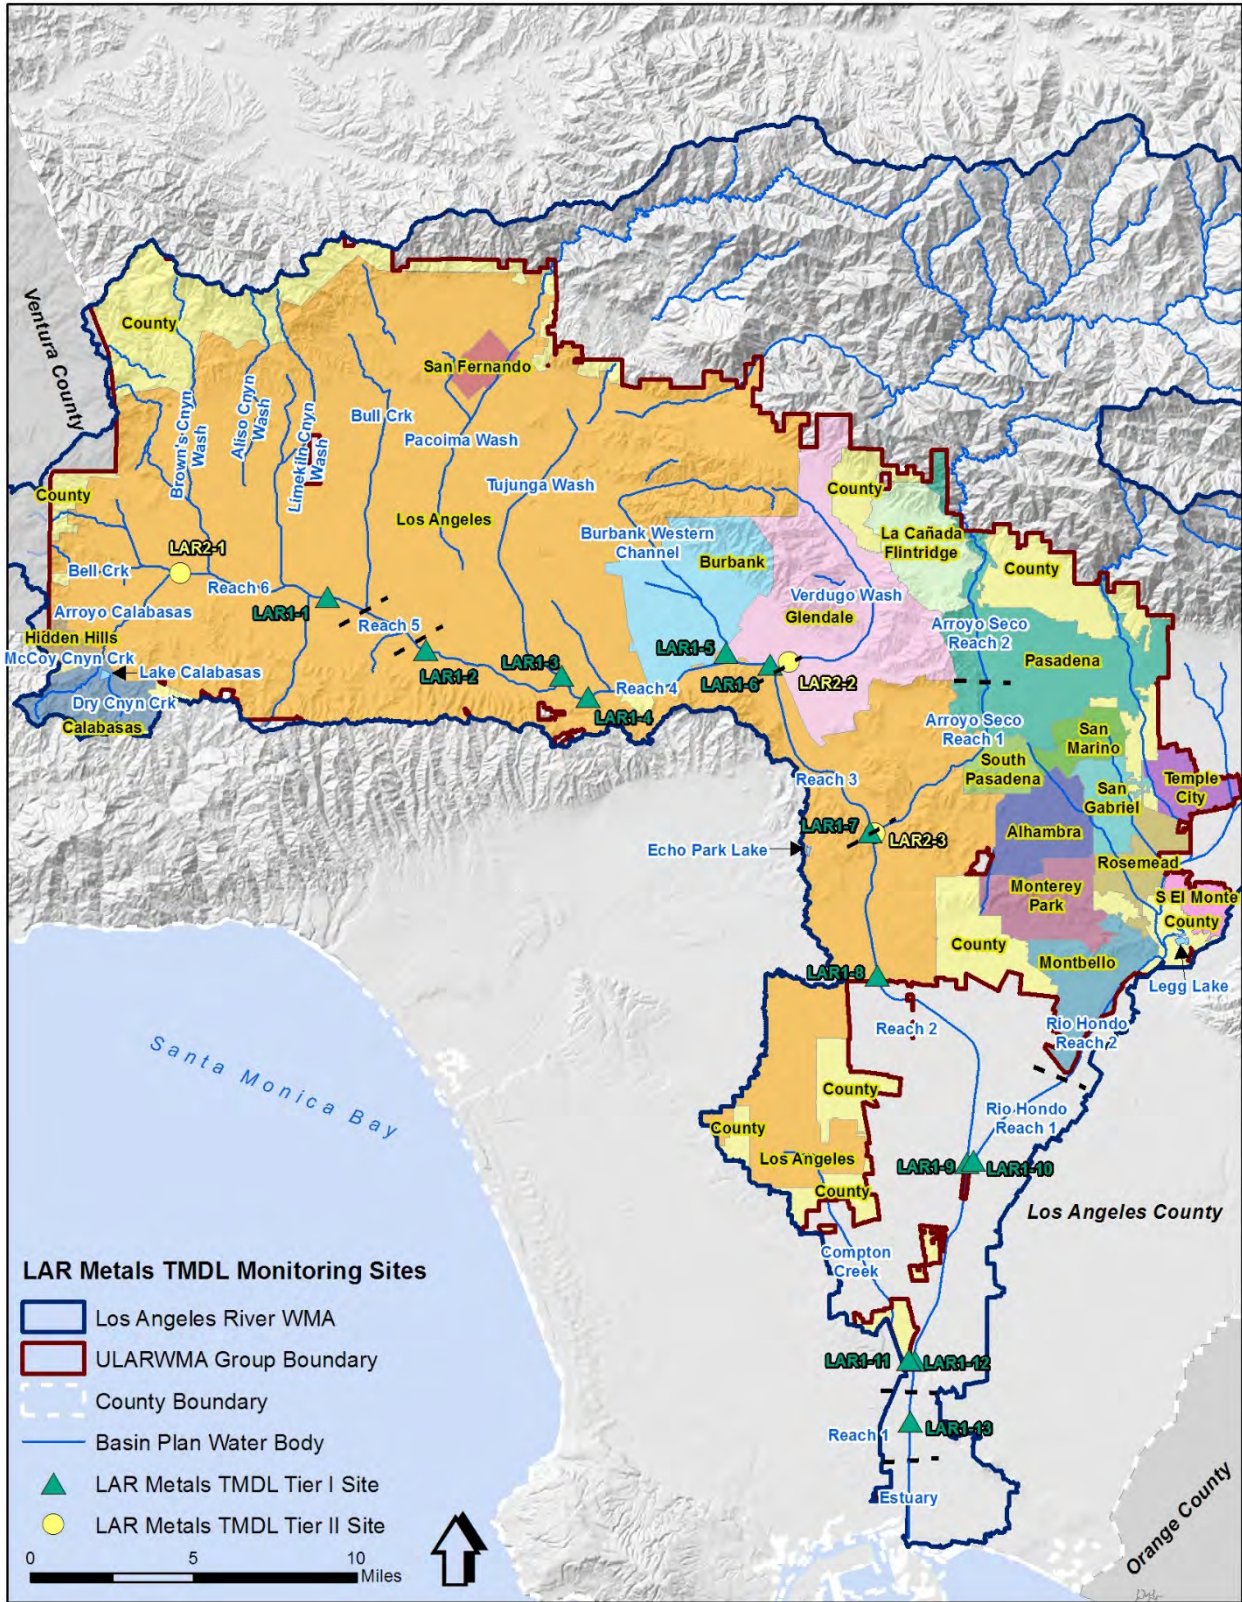 Ventura County
County
San Fernando
Brown's Cnyn
Wash
Aliso Cnyn
Wash
Limekiln Cnyn
Wash
Bull Crk
Pacoima Wash
Tujunga Wash
County
Los Angeles
Burbank Western
Channel
Burbank
County
La Cañada
Flintridge
County
LAR2-1
Bell Crk
Reach 6
Verdugo Wash
Glendale
Arroyo Calabasas
LAR1-1
Reach 5
Arroyo Seco
Reach 2
Pasadena
Hidden Hills
McCoy Cnyn Crk
Lake Calabasas
LAR1-2
LAR1-3
LAR1-5
LAR1-6
LAR2-2
Dry Cnyn Crk
Reach 4
LAR1-4
Calabasas
Arroyo Seco
Reach 1
San
Marino
South
Pasadena
Reach 3
San
Gabriel
Temple
City
LAR1-7
LAR2-3
Alhambra
Echo Park Lake
Rosemead
Monterey
Park
S El Monte
County
County
Montbello
LAR1-8
Legg Lake
Reach 2
Rio Hondo
Reach 2
Santa Monica Bay
County
Rio Hondo
Reach 1
County
Los Angeles
LAR1-9
LAR1-10
County
Los Angeles County
Compton
Creek
LAR1-11
LAR1-12
Reach 1
LAR1-13
Estuary
Orange County
LAR Metals TMDL Monitoring Sites
Los Angeles River WMA
ULARWMA Group Boundary
County Boundary
Basin Plan Water Body
LAR Metals TMDL Tier I Site
LAR Metals TMDL Tier II Site
0 5 10
Miles